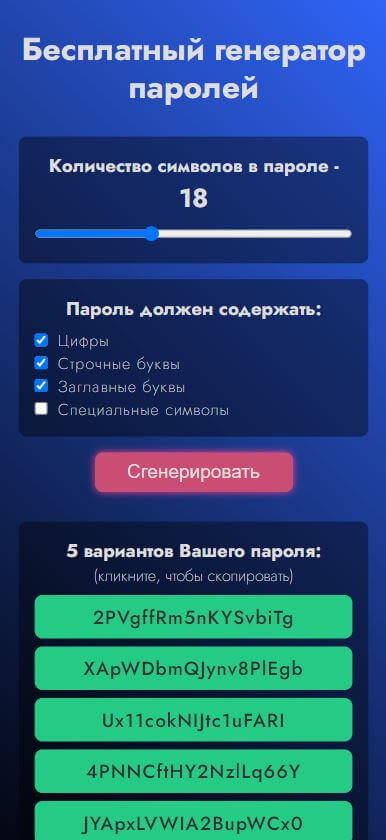 Бесплатный генератор
паролей
Количество символов в пароле -
18
Пароль должен содержать:
Цифры
Строчные буквы
Заглавные буквы
Специальные символы
Сгенерировать
5 вариантов Вашего пароля:
(кликните, чтобы скопировать)
2PVgffRm5nKYSvbiTg
XApWDbmQJynv8PlEgb
Ux11cokNIJtc1uFARI
4PNNCftHY2NzlLq66Y
JYApxLVWIA2BupWCx0